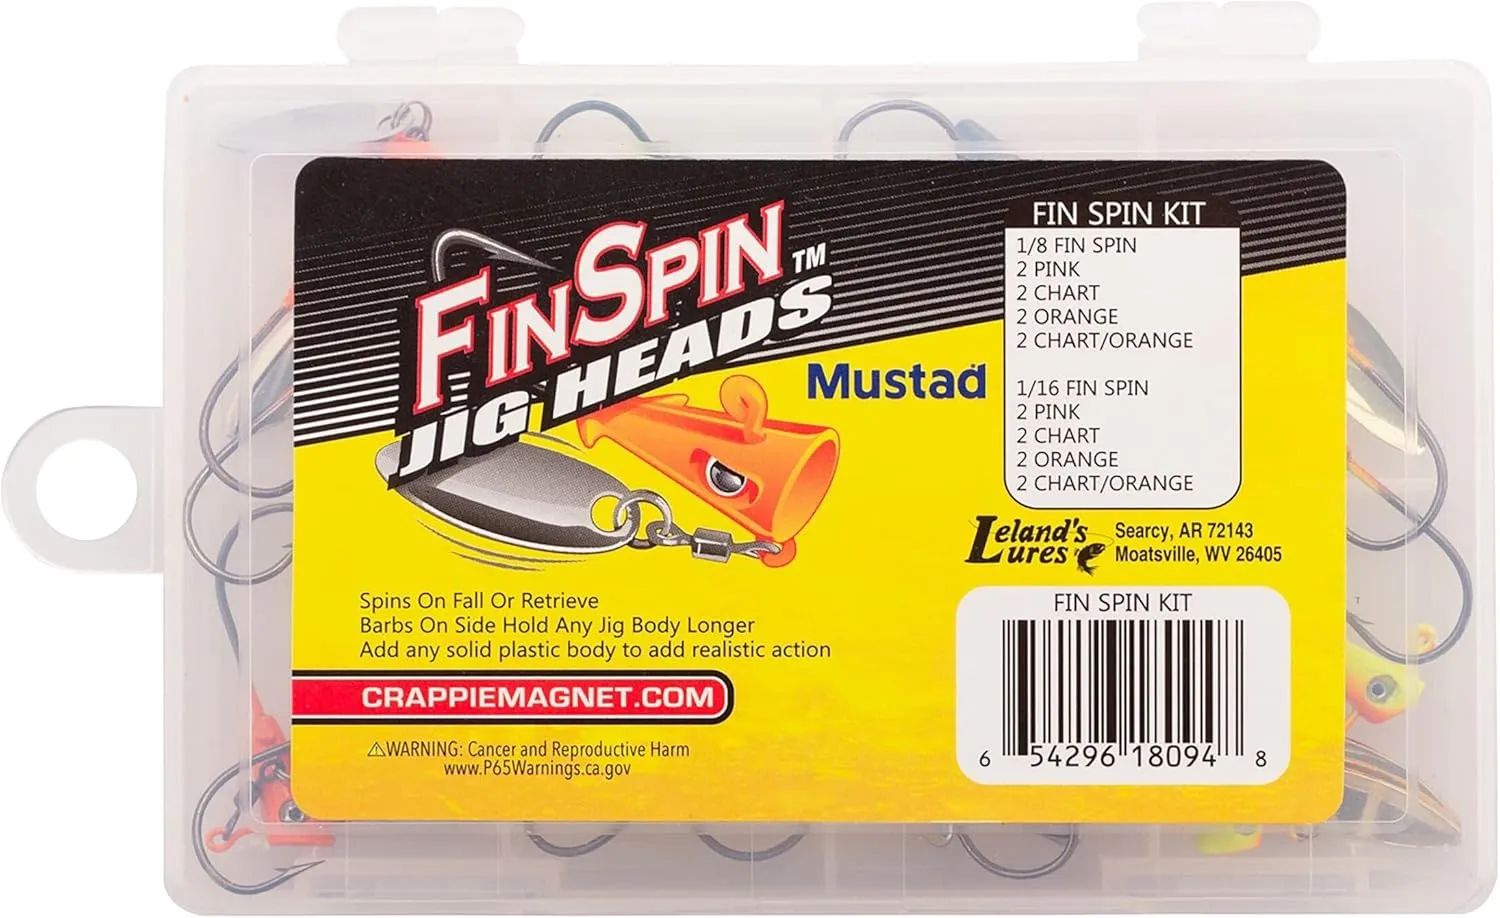 FINSPIN™
JIG HEADS
Mustad
FIN SPIN KIT
1/8 FIN SPIN
2 PINK
2 CHART
2 ORANGE
2 CHART/ORANGE
1/16 FIN SPIN
2 PINK
2 CHART
2 ORANGE
2 CHART/ORANGE
Leland's
Lures
Searcy, AR 72143
Moatsville, WV 26405
Spins On Fall Or Retrieve
Barbs On Side Hold Any Jig Body Longer
Add any solid plastic body to add realistic action
CRAPPIEMAGNET.COM
⚠WARNING: Cancer and Reproductive Harm
www.P65Warnings.ca.gov
FIN SPIN KIT
6 54296 18094 8